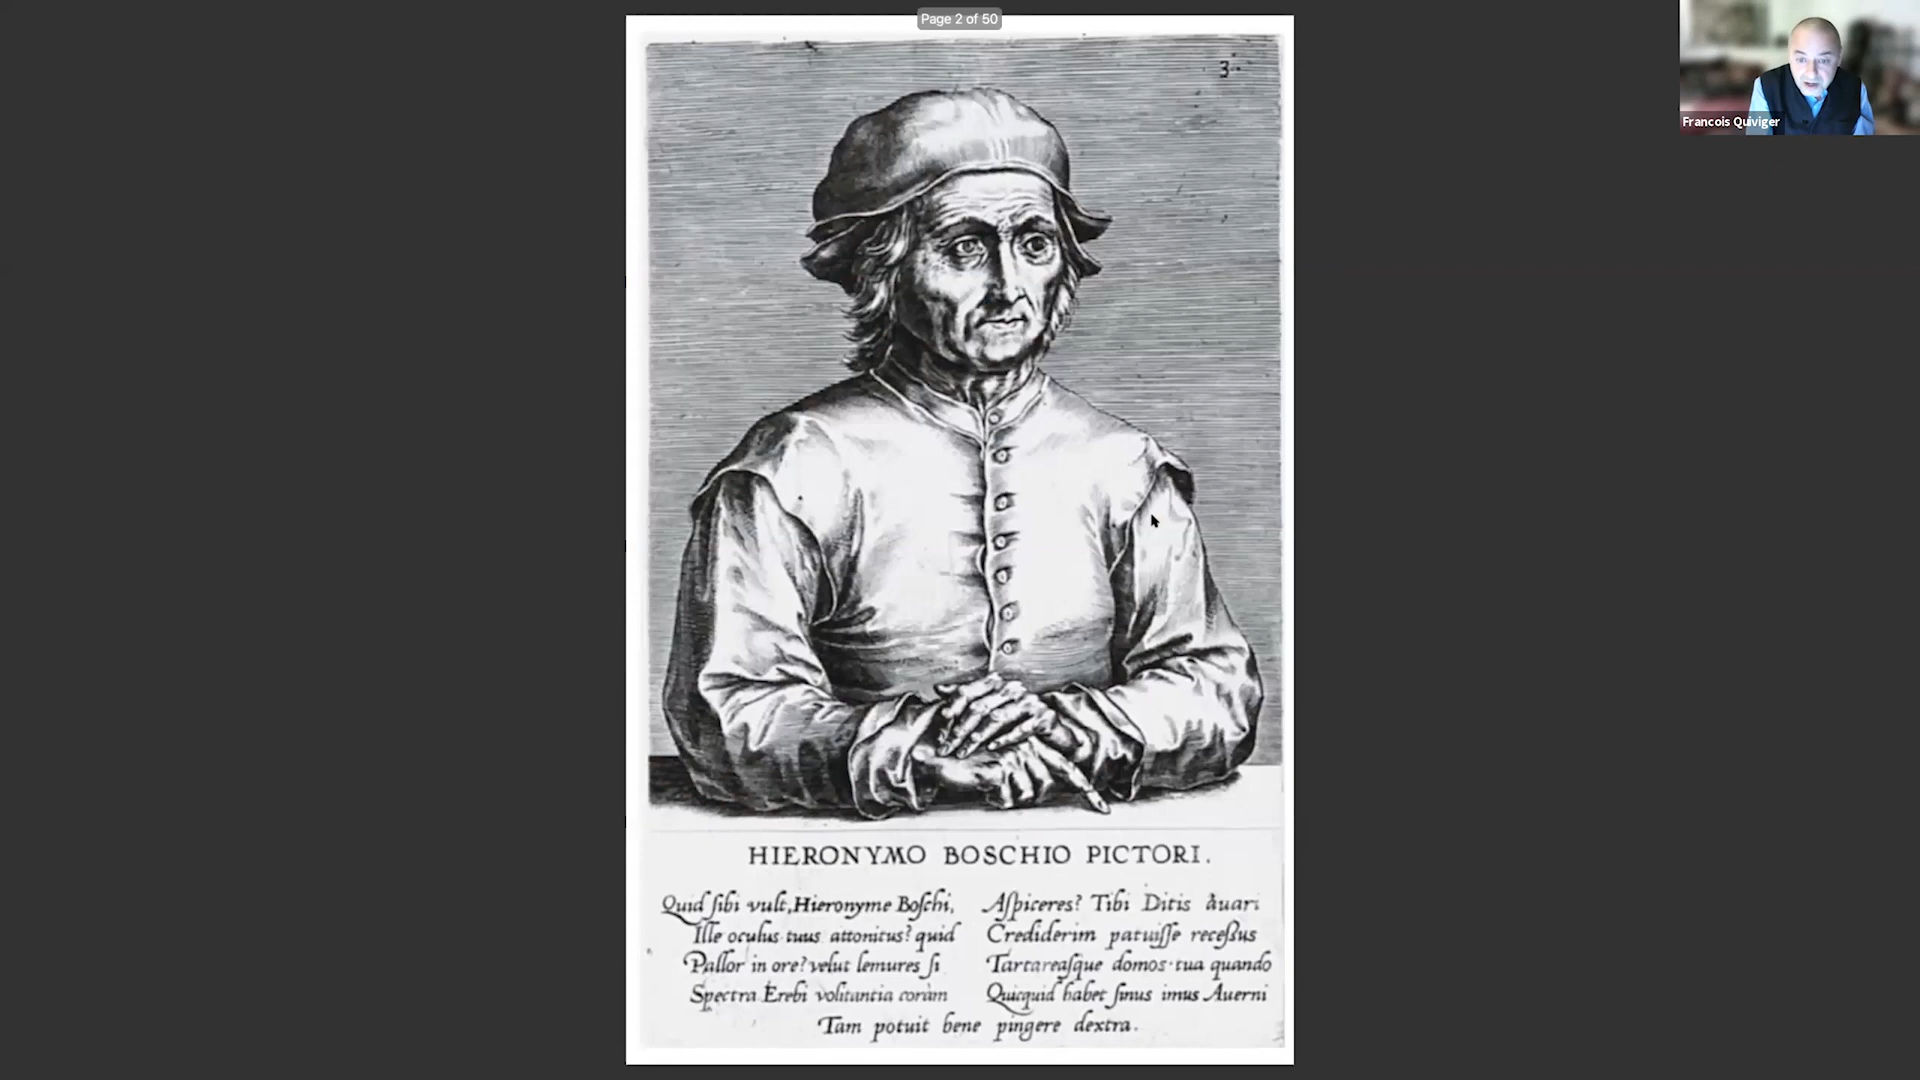 Page 2 of 50
Francois Quiviger
3
HIERONYMO BOSCHIO PICTORI.
Quid ſibi vult, Hieronyme Boſchi,
Ille oculus tuus attonitus? quid
Pallor in ore? velut lemures ſi
Spectra Erebi volitantia coràm
Aſpiceres? Tibi Ditis auari
Crediderim patuiſſe receſſus
Tartareaſque domos tua quando
Quicquid habet ſinus imus Auerni
Tam potuit bene pingere dextra.